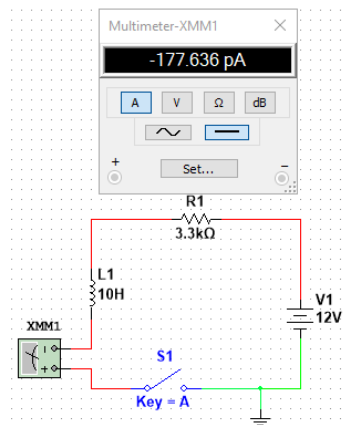 Multimeter-XMM1 ×
-177.636 pA
A V Ω dB
+ Set... −
R1
3.3kΩ
L1
10H
V1
12V
XMM1
S1
Key = A